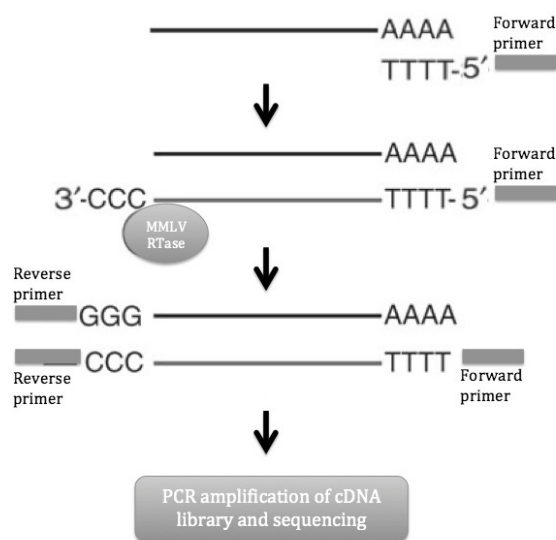 AAAA
Forward
primer
TTTT-5′
AAAA
Forward
primer
3′-CCC
TTTT- 5′
MMLV
RTase
Reverse
primer
GGG
AAAA
CCC
TTTT
Reverse
primer
Forward
primer
PCR amplification of cDNA
library and sequencing